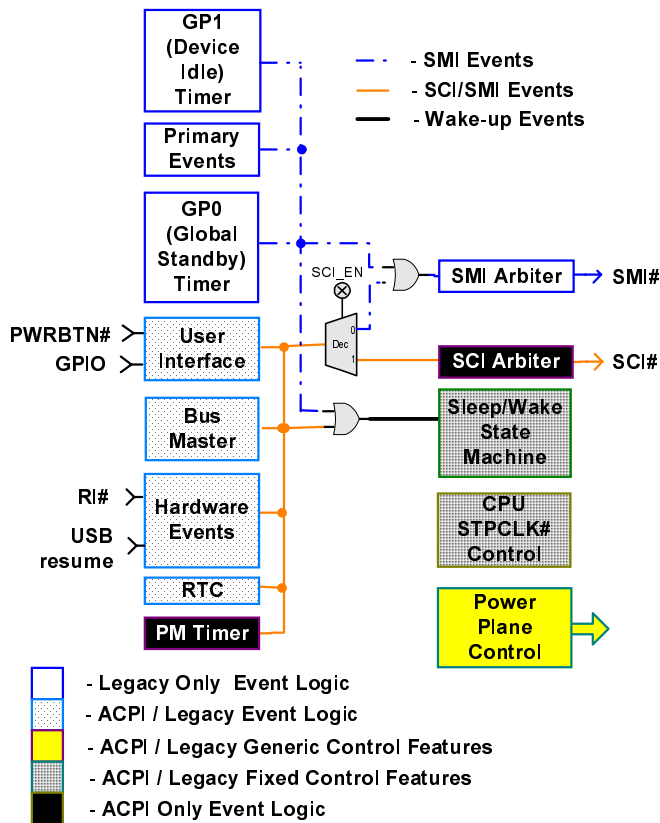 GP1
(Device
Idle)
Timer
- SMI Events
- SCI/SMI Events
- Wake-up Events
Primary
Events
GP0
(Global
Standby)
Timer
SCI_EN
SMI Arbiter
SMI#
PWRBTN#
GPIO
User
Interface
0
Dec
1
SCI Arbiter
SCI#
Bus
Master
Sleep/Wake
State
Machine
RI#
USB
resume
Hardware
Events
CPU
STPCLK#
Control
RTC
PM Timer
Power
Plane
Control
- Legacy Only Event Logic
- ACPI / Legacy Event Logic
- ACPI / Legacy Generic Control Features
- ACPI / Legacy Fixed Control Features
- ACPI Only Event Logic